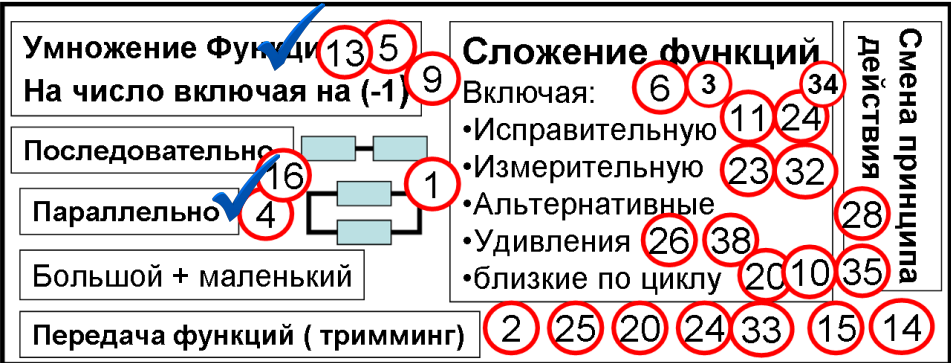 Умножение Функци 13 5
На число включая на (-1) 9
Последовательно
16
Параллельно 4 1
Большой + маленький
Передача функций ( тримминг) 2 25 20 24 33 15 14
Сложение функций
Включая: 6 3 34
•Исправительную 11 24
•Измерительную 23 32
•Альтернативные
•Удивления 26 38
•близкие по циклу 20 10 35
Смена принципа
действия
28